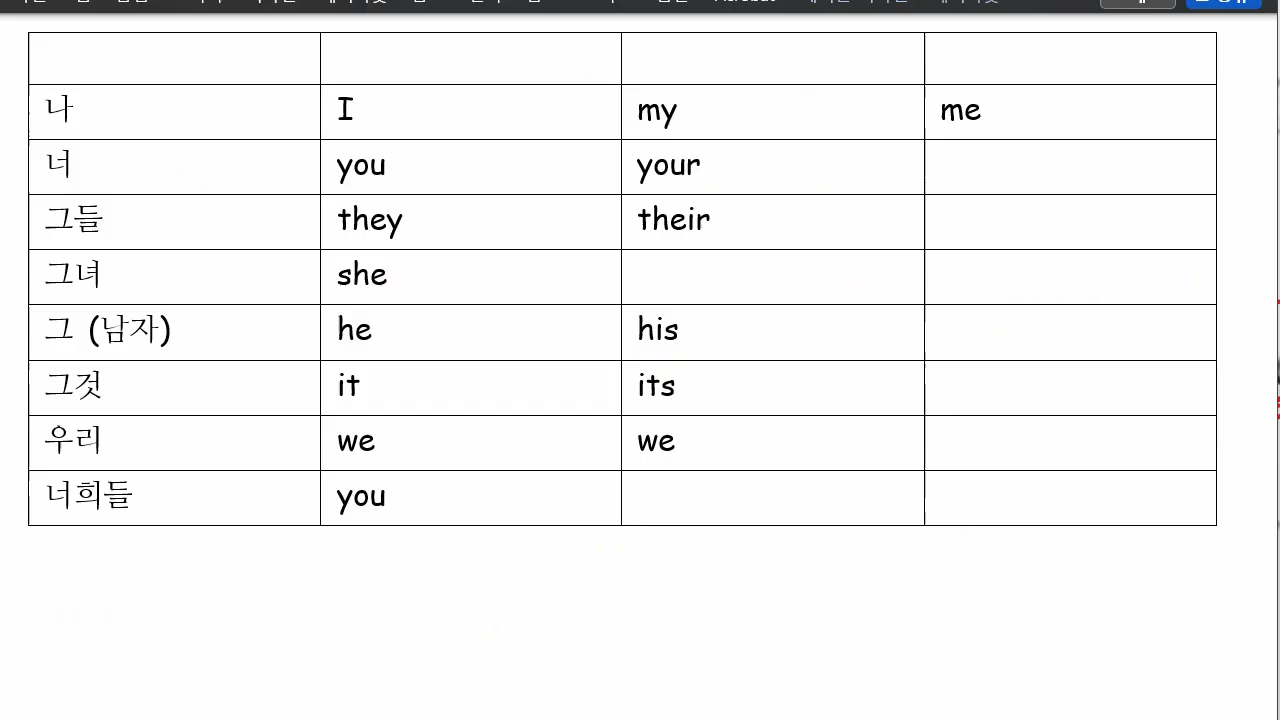 나 I my me
너 you your
그들 they their
그녀 she
그 (남자) he his
그것 it its
우리 we we
너희들 you